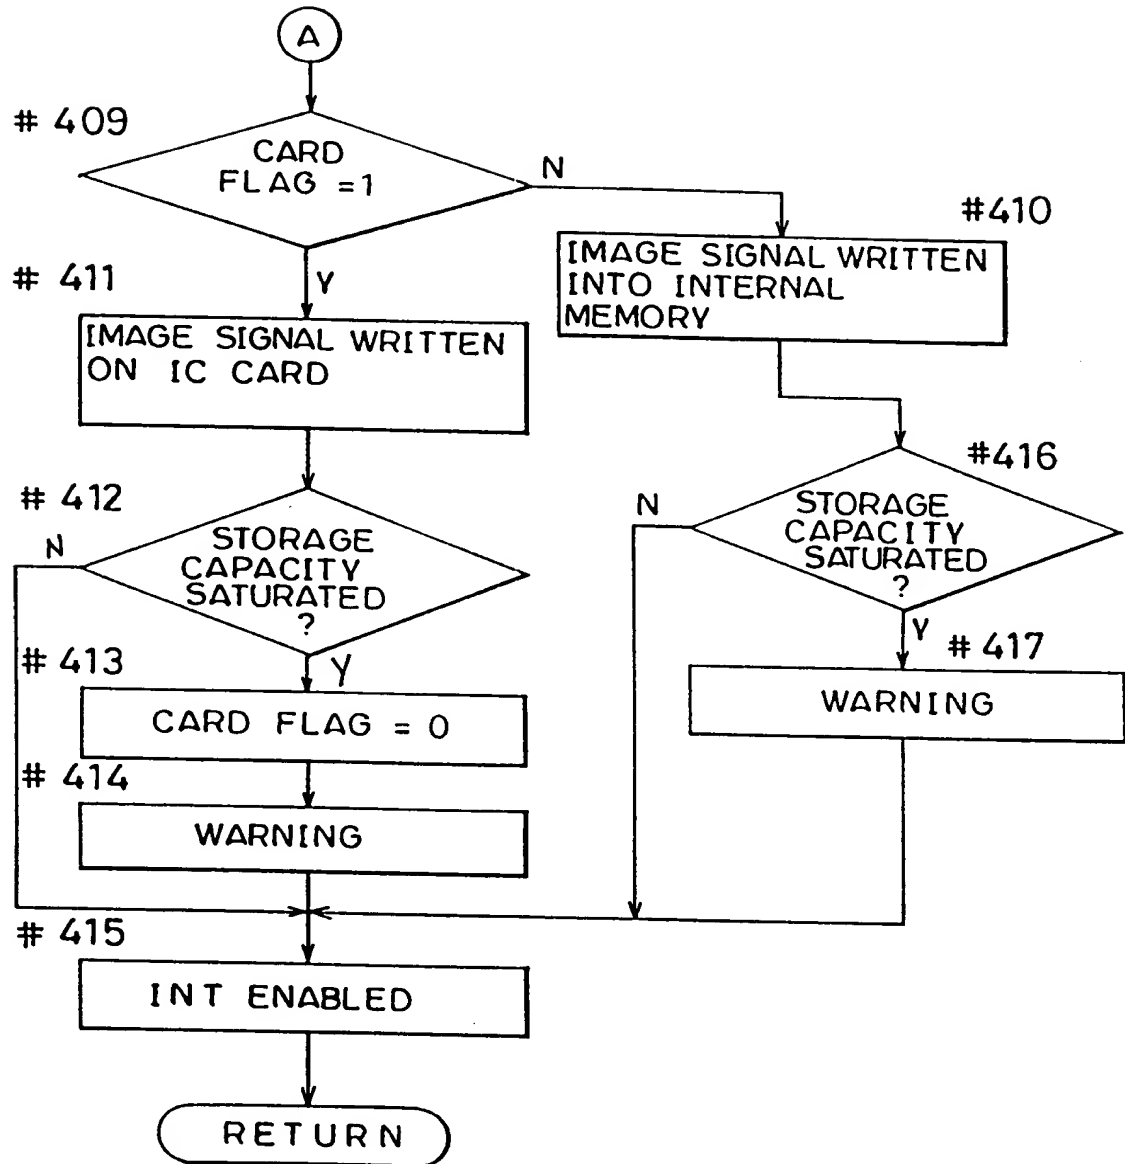 A
# 409
CARD
FLAG =1
N
#410
# 411
Y
IMAGE SIGNAL WRITTEN
INTO INTERNAL
MEMORY
IMAGE SIGNAL WRITTEN
ON IC CARD
#416
# 412
N
STORAGE
CAPACITY
SATURATED
?
N
STORAGE
CAPACITY
SATURATED
?
Y
# 417
# 413
Y
WARNING
CARD FLAG = 0
# 414
WARNING
# 415
INT ENABLED
RETURN